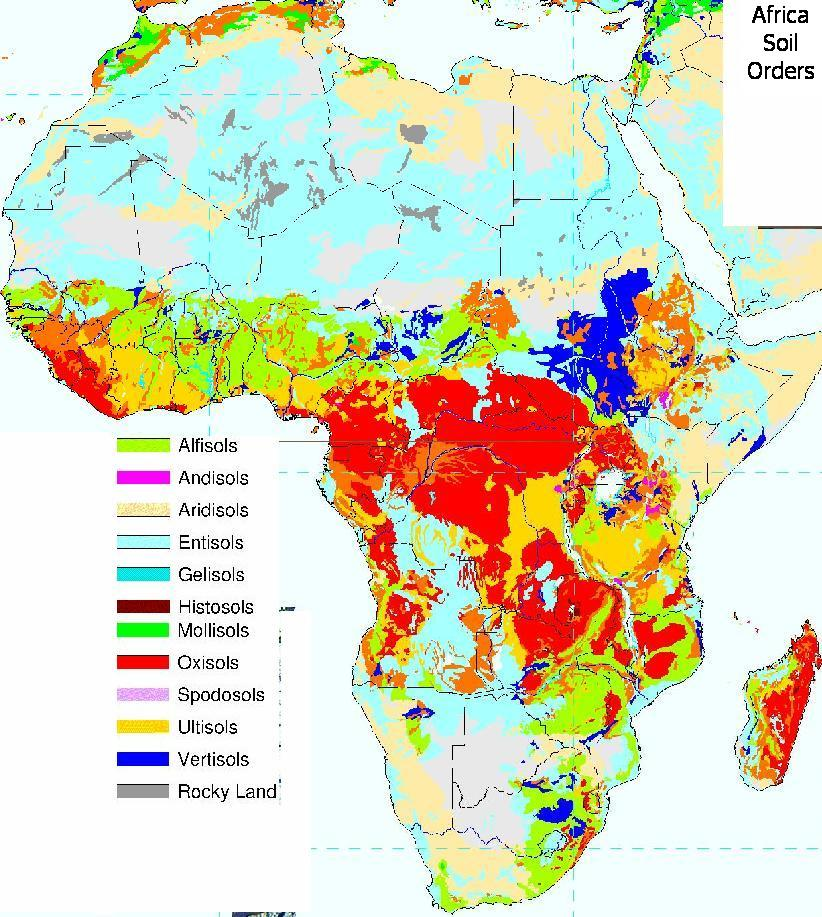 Africa
Soil
Orders
Alfisols
Andisols
Aridisols
Entisols
Gelisols
Histosols
Mollisols
Oxisols
Spodosols
Ultisols
Vertisols
Rocky Land